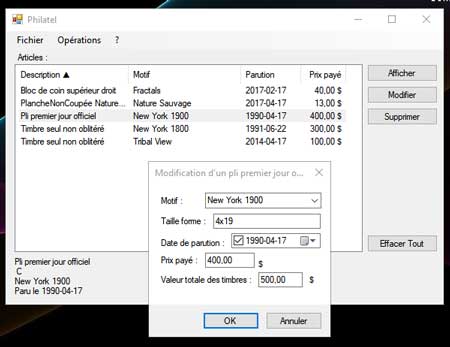 Philatel
Fichier Opérations ?
Articles :
Description ▲ Motif Parution Prix payé
Bloc de coin supérieur droit Fractals 2017-02-17 40,00 $
PlancheNonCoupée Nature... Nature Sauvage 2017-04-17 13,00 $
Pli premier jour officiel New York 1900 1990-04-17 400,00 $
Timbre seul non oblitéré New York 1800 1991-06-22 300,00 $
Timbre seul non oblitéré Tribal View 2014-04-17 100,00 $
Afficher
Modifier
Supprimer
Effacer Tout
Pli premier jour officiel
C
New York 1900
Paru le 1990-04-17
Modification d'un pli premier jour o...
Motif : New York 1900
Taille forme : 4x19
Date de parution : 1990-04-17
Prix payé : 400,00 $
Valeur totale des timbres : 500,00 $
OK Annuler